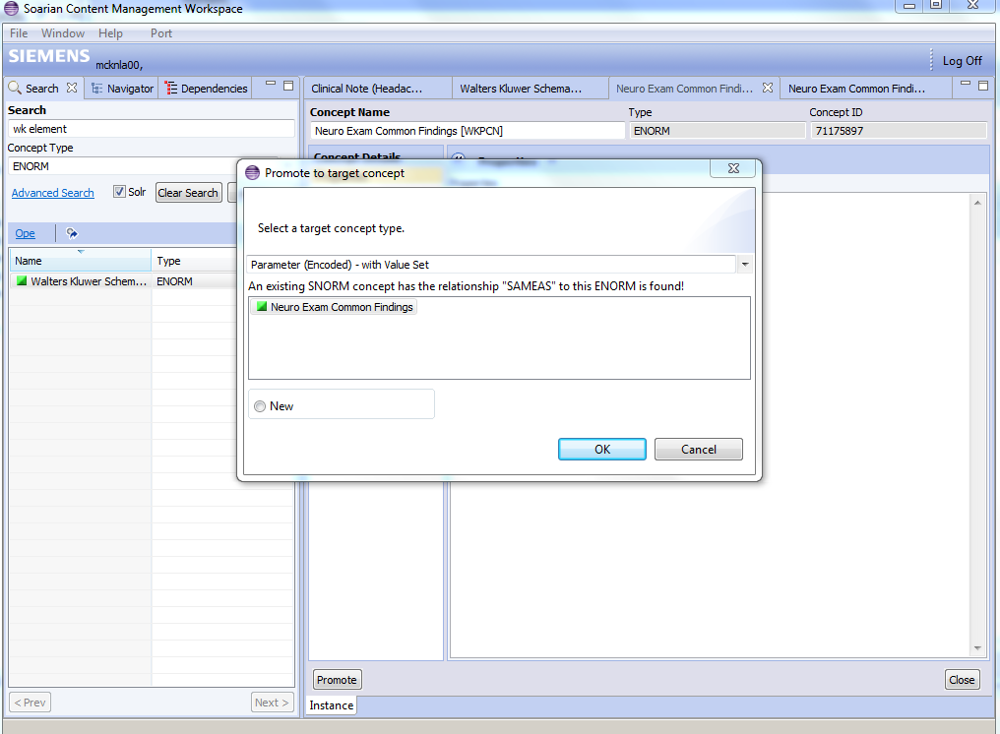 Soarian Content Management Workspace
File Window Help Port
SIEMENS mcknla00,
Log Off
Search Navigator Dependencies
Clinical Note (Headac... Walters Kluwer Schema... Neuro Exam Common Findi... Neuro Exam Common Findi...
Search
wk element
Concept Type
ENORM
Advanced Search Solr Clear Search
Ope
Name Type
Walters Kluwer Schem... ENORM
< Prev Next >
Concept Name Type Concept ID
Neuro Exam Common Findings [WKPCN] ENORM 71175897
Concept Details
Promote to target concept
Select a target concept type.
Parameter (Encoded) - with Value Set
An existing SNORM concept has the relationship "SAMEAS" to this ENORM is found!
Neuro Exam Common Findings
New
OK Cancel
Promote Close
Instance